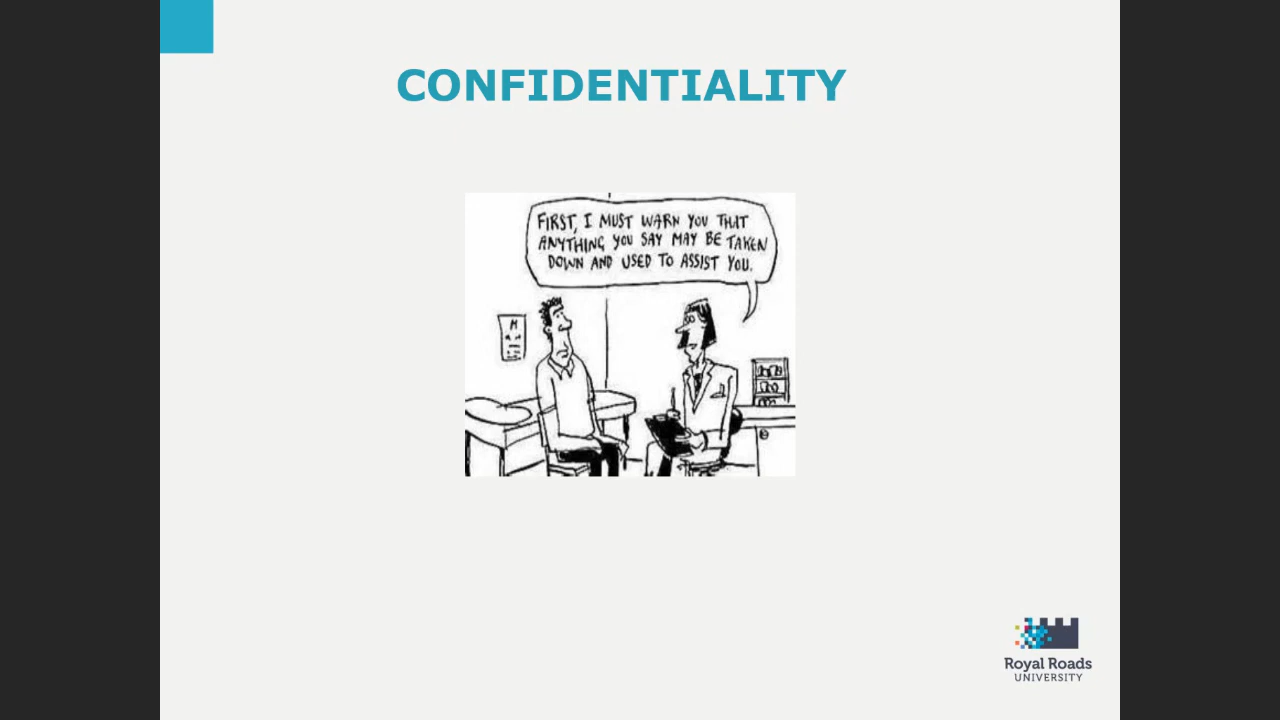 CONFIDENTIALITY
FIRST, I MUST WARN YOU THAT
ANYTHING YOU SAY MAY BE TAKEN
DOWN AND USED TO ASSIST YOU.
Royal Roads
UNIVERSITY